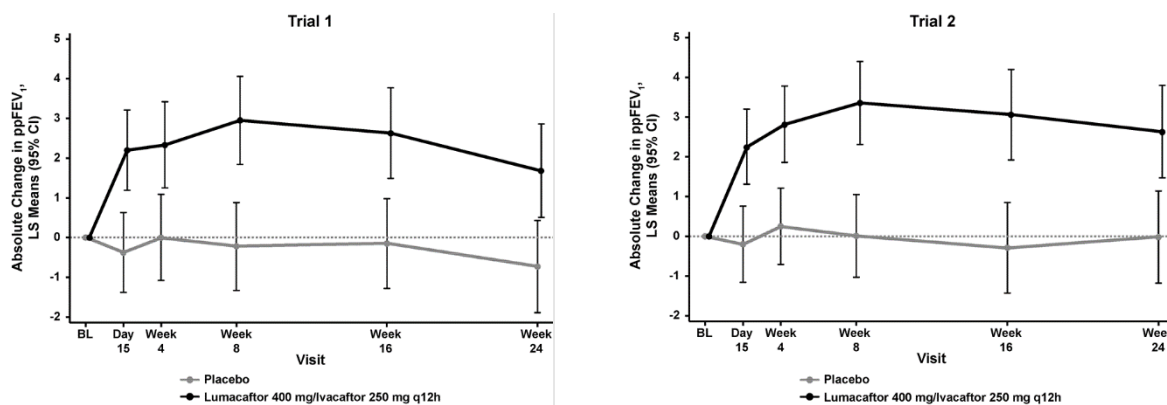 Trial 1
Absolute Change in ppFEV₁,
LS Means (95% CI)
5
4
3
2
1
0
-1
-2
BL
Day
15
Week
4
Week
8
Week
16
Week
24
Visit
Placebo
Lumacaftor 400 mg/Ivacaftor 250 mg q12h
Trial 2
Absolute Change in ppFEV₁,
LS Means (95% CI)
5
4
3
2
1
0
-1
-2
BL
Day
15
Week
4
Week
8
Week
16
Wee
24
Visit
Placebo
Lumacaftor 400 mg/Ivacaftor 250 mg q12h